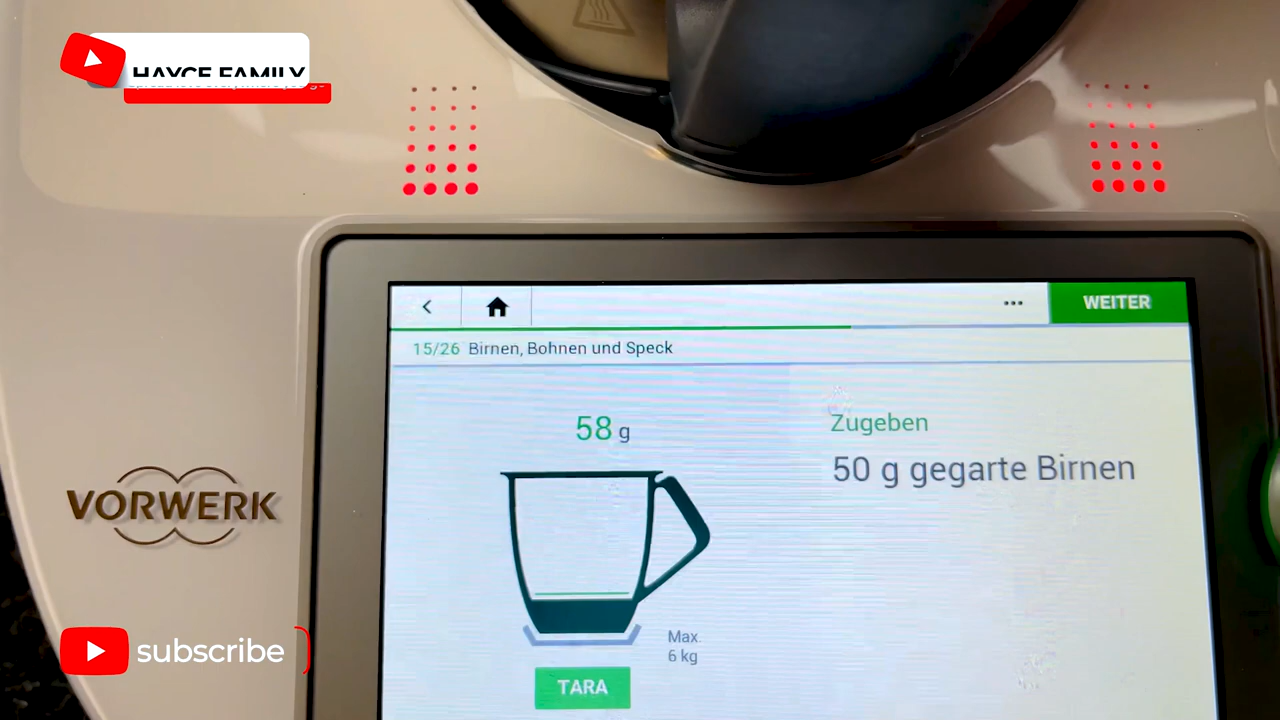 HAYCE FAMILY
WEITER
15/26 Birnen, Bohnen und Speck
58 g
Zugeben
50 g gegarte Birnen
VORWERK
Max.
6 kg
subscribe
TARA